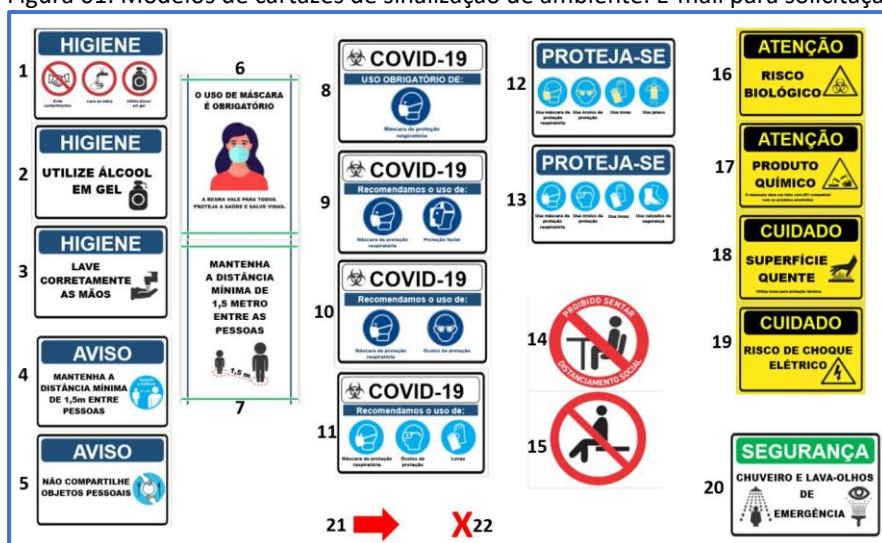 Figura 01. Modelos de cartazes de sinalização de ambiente. E-mail para solicitaçã
1
HIGIENE
Evite cumprimentos
Lave as mãos
Utilize álcool em gel
2
HIGIENE
UTILIZE ÁLCOOL
EM GEL
3
HIGIENE
LAVE
CORRETAMENTE
AS MÃOS
4
AVISO
MANTENHA A
DISTÂNCIA MÍNIMA
DE 1,5m ENTRE
PESSOAS
5
AVISO
NÃO COMPARTILHE
OBJETOS PESSOAIS
6
O USO DE MÁSCARA
É OBRIGATÓRIO
A REGRA VALE PARA TODOS.
PROTEJA A SAÚDE E SALVE VIDAS.
MANTENHA
A DISTÂNCIA
MÍNIMA DE
1,5 METRO
ENTRE AS
PESSOAS
1,5 m
7
8
COVID-19
USO OBRIGATÓRIO DE:
Máscara de proteção
respiratória
9
COVID-19
Recomendamos o uso de:
Máscara de proteção
respiratória
Proteção facial
10
COVID-19
Recomendamos o uso de:
Máscara de proteção
respiratória
Óculos de
proteção
11
COVID-19
Recomendamos o uso de:
Máscara de proteção
respiratória
Óculos de
proteção
Luvas
12
PROTEJA-SE
Use máscara de
proteção
respiratória
Use óculos de
proteção
Use luvas
Use jaleco
13
PROTEJA-SE
Use máscara de
proteção
respiratória
Use óculos de
proteção
Use luvas
Use calçados de
segurança
14
PROIBIDO SENTAR
DISTANCIAMENTO SOCIAL
15
16
ATENÇÃO
RISCO
BIOLÓGICO
17
ATENÇÃO
PRODUTO
QUÍMICO
18
CUIDADO
SUPERFÍCIE
QUENTE
Utilize luvas para proteção térmica
19
CUIDADO
RISCO DE CHOQUE
ELÉTRICO
20
SEGURANÇA
CHUVEIRO E LAVA-OLHOS
DE
EMERGÊNCIA
21
X22